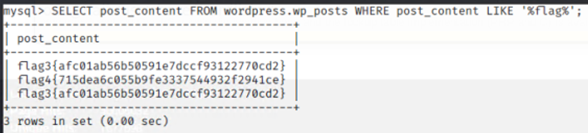 mysql> SELECT post_content FROM wordpress.wp_posts WHERE post_content LIKE '%flag%';
+---------------------------------------+
| post_content |
+---------------------------------------+
| flag3{afc01ab56b50591e7dccf93122770cd2} |
| flag4{715dea6c055b9fe3337544932f2941ce} |
| flag3{afc01ab56b50591e7dccf93122770cd2} |
+---------------------------------------+
3 rows in set (0.00 sec)